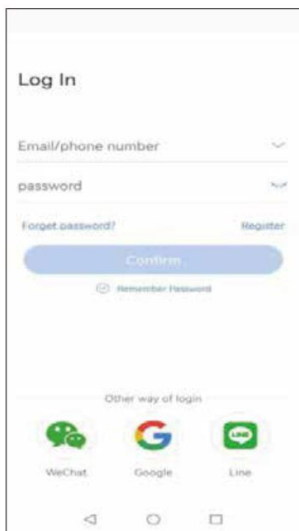 Log In
Email/phone number
password
Forget password? Register
Confirm
Remember Password
Other way of login
LINE
WeChat Google Line